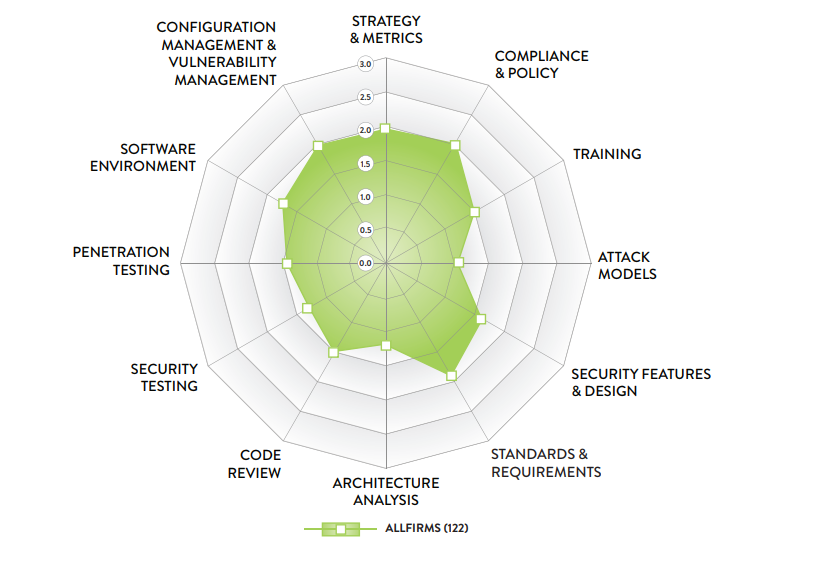 STRATEGY
& METRICS
CONFIGURATION
MANAGEMENT &
VULNERABILITY
MANAGEMENT
COMPLIANCE
& POLICY
3.0
2.5
2.0
1.5
1.0
0.5
0.0
SOFTWARE
ENVIRONMENT
TRAINING
PENETRATION
TESTING
ATTACK
MODELS
SECURITY
TESTING
SECURITY FEATURES
& DESIGN
CODE
REVIEW
STANDARDS &
REQUIREMENTS
ARCHITECTURE
ANALYSIS
ALLFIRMS (122)